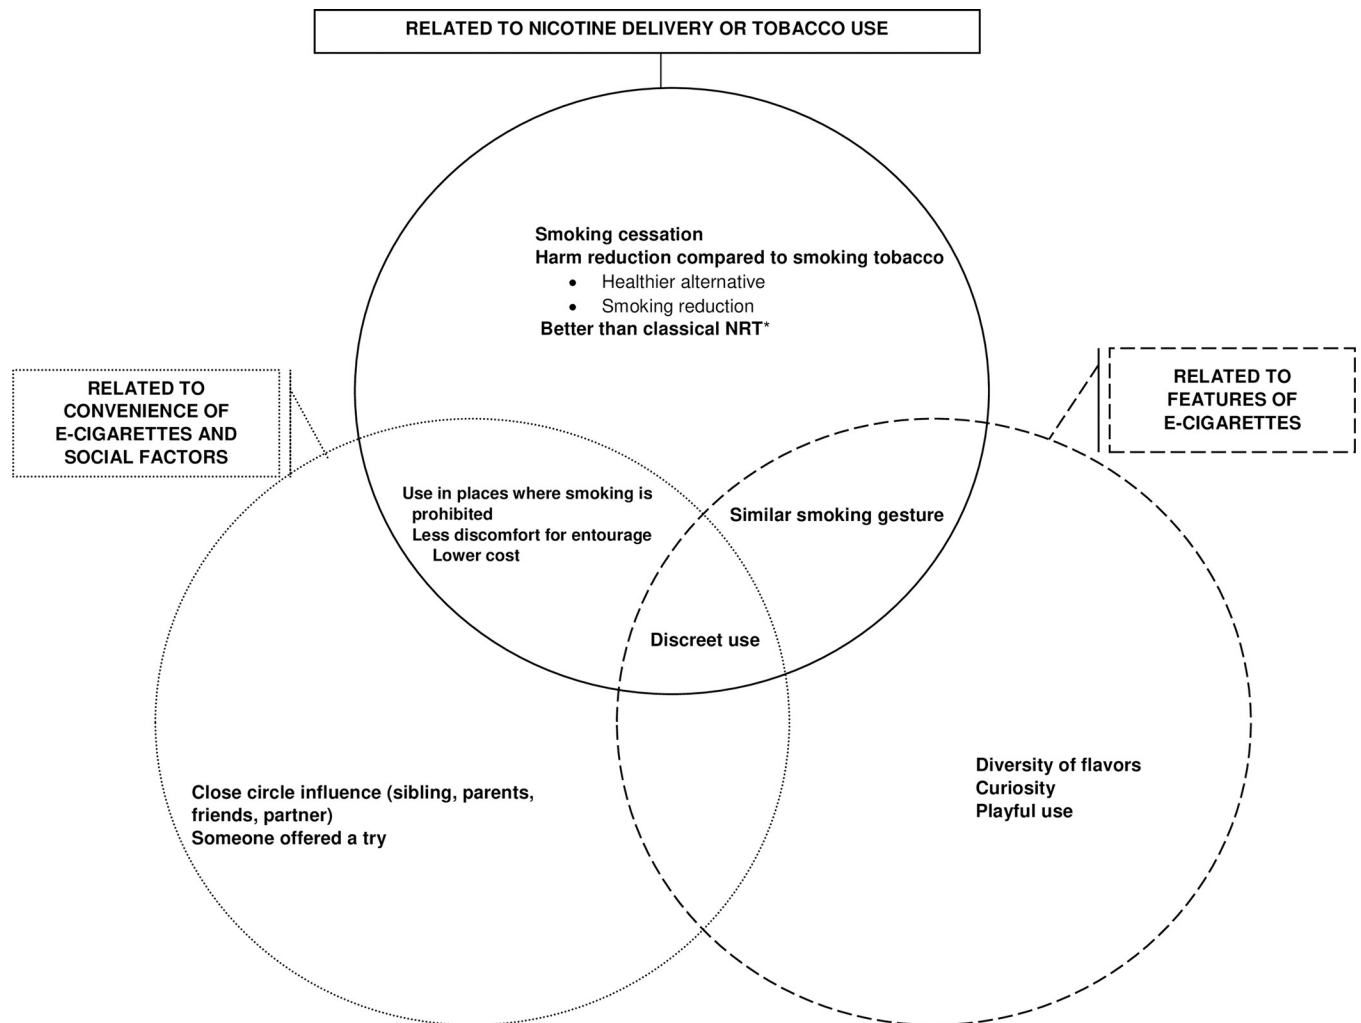 RELATED TO NICOTINE DELIVERY OR TOBACCO USE
Smoking cessation
Harm reduction compared to smoking tobacco
• Healthier alternative
• Smoking reduction
Better than classical NRT*
RELATED TO
CONVENIENCE OF
E-CIGARETTES AND
SOCIAL FACTORS
RELATED TO
FEATURES OF
E-CIGARETTES
Use in places where smoking is
prohibited
Less discomfort for entourage
Lower cost
Similar smoking gesture
Discreet use
Close circle influence (sibling, parents,
friends, partner)
Someone offered a try
Diversity of flavors
Curiosity
Playful use